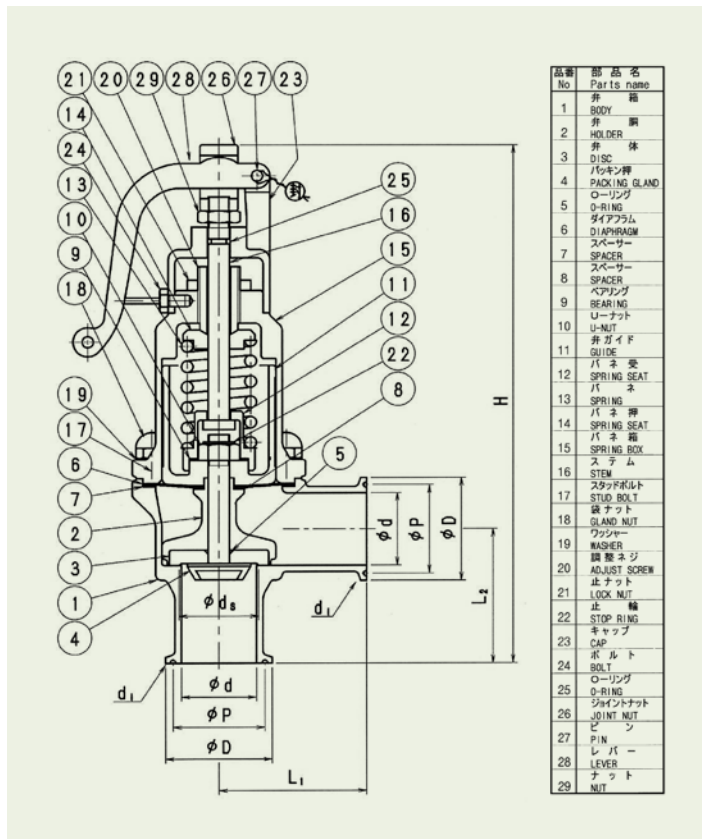 21 20 29 28 26 27 23
14
24
13
10
9
18
19
17
6
7
2
3
1
4
封
25
16
15
11
12
22
8
5
H
φd
φP
φD
L₂
φds
d₁
d₁
φd
φP
φD
L₁
品番 部品名
No Parts name
1 弁箱
BODY
2 弁胴
HOLDER
3 弁体
DISC
4 パッキン押
PACKING GLAND
5 Oーリング
O-RING
6 ダイアフラム
DIAPHRAGM
7 スペーサー
SPACER
8 スペーサー
SPACER
9 ベアリング
BEARING
10 Uーナット
U-NUT
11 弁ガイド
GUIDE
12 バネ受
SPRING SEAT
13 バネ
SPRING
14 バネ押
SPRING SEAT
15 バネ箱
SPRING BOX
16 ステム
STEM
17 スタッドボルト
STUD BOLT
18 袋ナット
GLAND NUT
19 ワッシャー
WASHER
20 調整ネジ
ADJUST SCREW
21 止ナット
LOCK NUT
22 止輪
STOP RING
23 キャップ
CAP
24 ボルト
BOLT
25 Oーリング
O-RING
26 ジョイントナット
JOINT NUT
27 ピン
PIN
28 レバー
LEVER
29 ナット
NUT